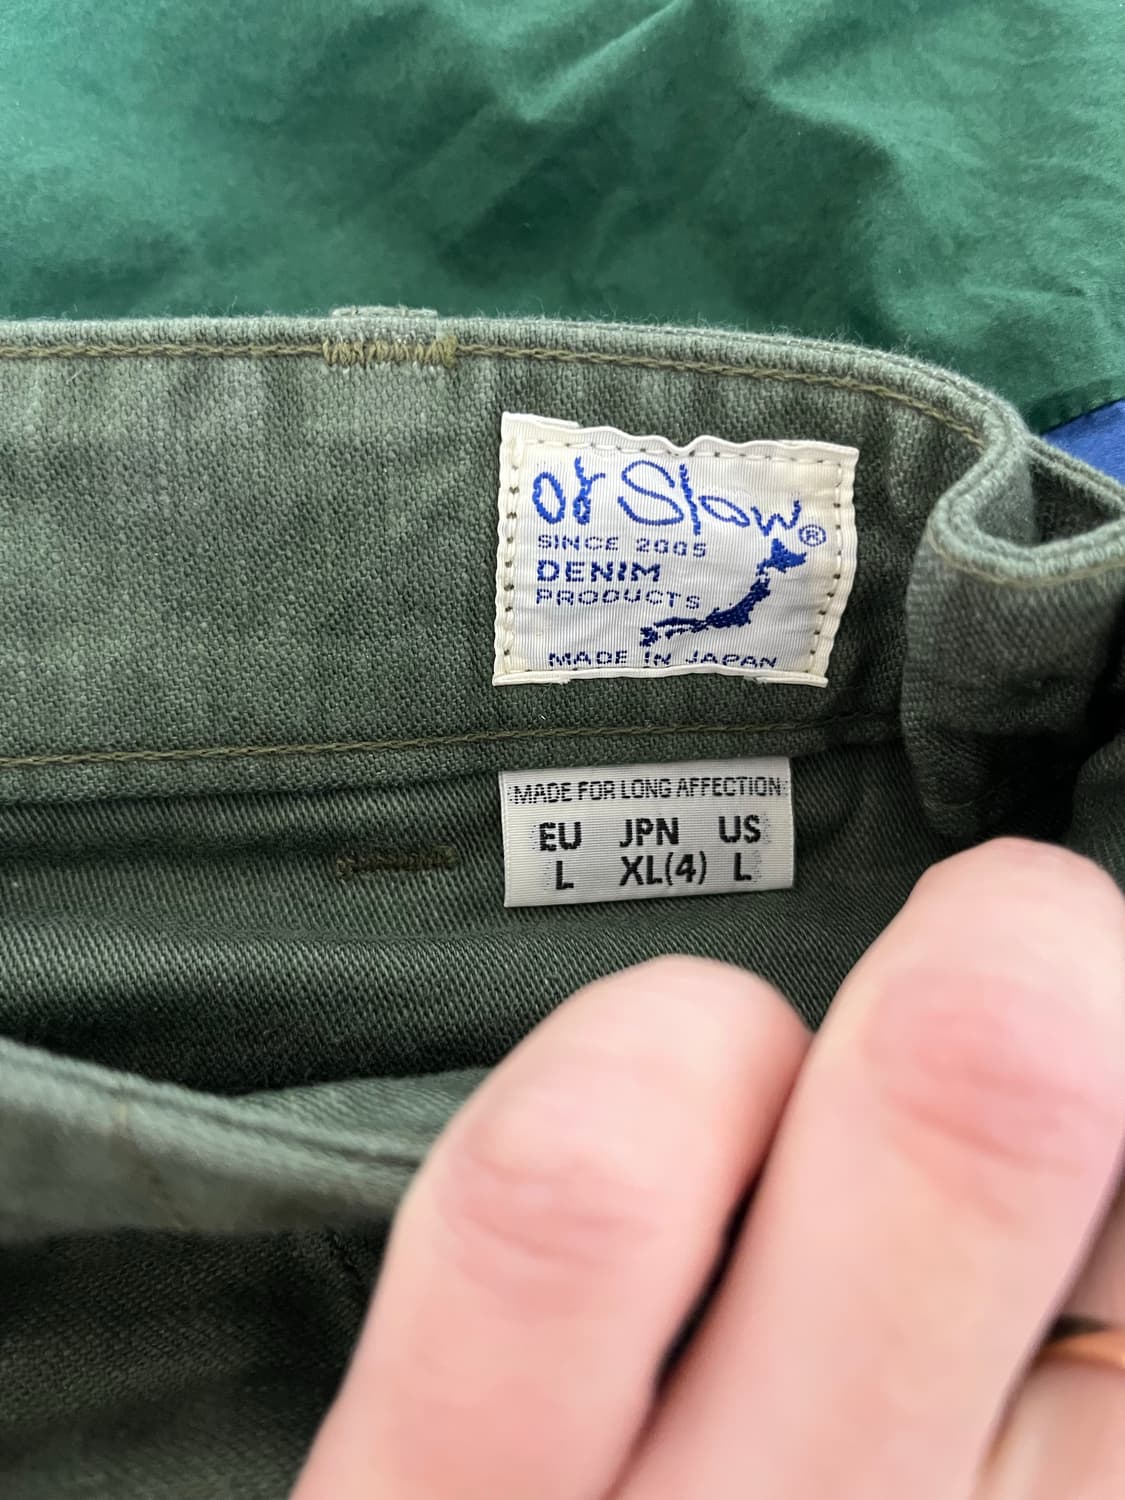 or Slow®
SINCE 2005
DENIM
PRODUCTS
MADE IN JAPAN
MADE FOR LONG AFFECTION
EU JPN US
L XL(4) L